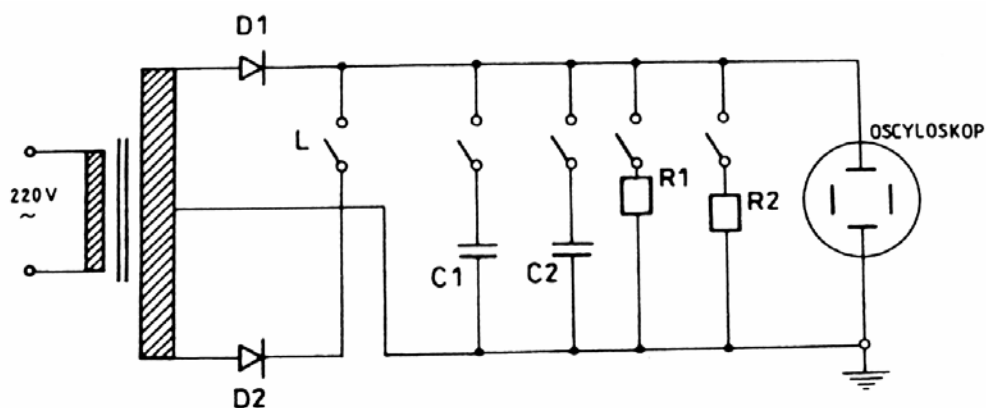 D1
L
OSCYLOSKOP
220V
~
R1
R2
C1
C2
D2